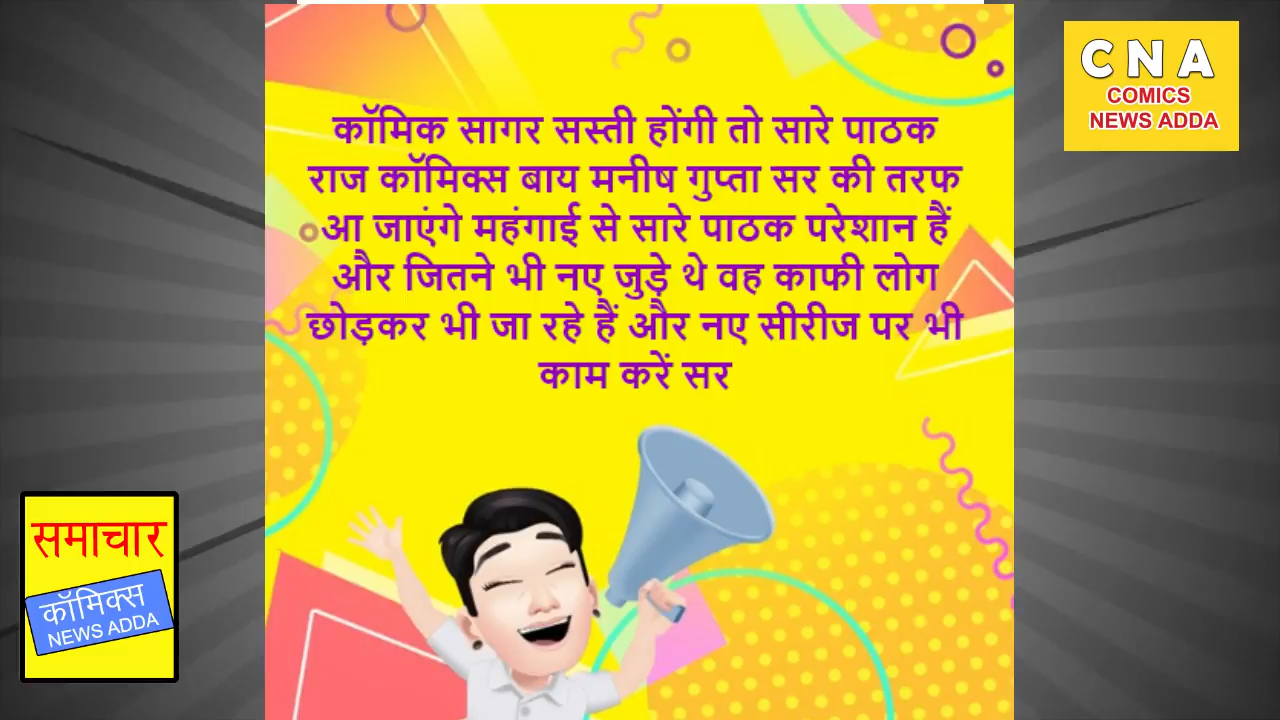 कॉमिक सागर सस्ती होंगी तो सारे पाठक
राज कॉमिक्स बाय मनीष गुप्ता सर की तरफ
आ जाएंगे महंगाई से सारे पाठक परेशान हैं
और जितने भी नए जुड़े थे वह काफी लोग
छोड़कर भी जा रहे हैं और नए सीरीज पर भी
काम करें सर
CNA
COMICS
NEWS ADDA
समाचार
कॉमिक्स
NEWS ADDA